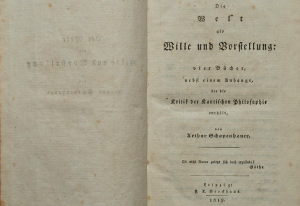 Die
Welt
als
Wille und Vorstellung:
vier Bücher,
nebst einem Anhange,
der die
Kritik der Kantischen Philosophie
enthält,
von
Arthur Schopenhauer.
Ob nicht Natur zuletzt sich doch ergründe?
Göthe.
Leipzig:
F. A. Brockhaus.
1819.